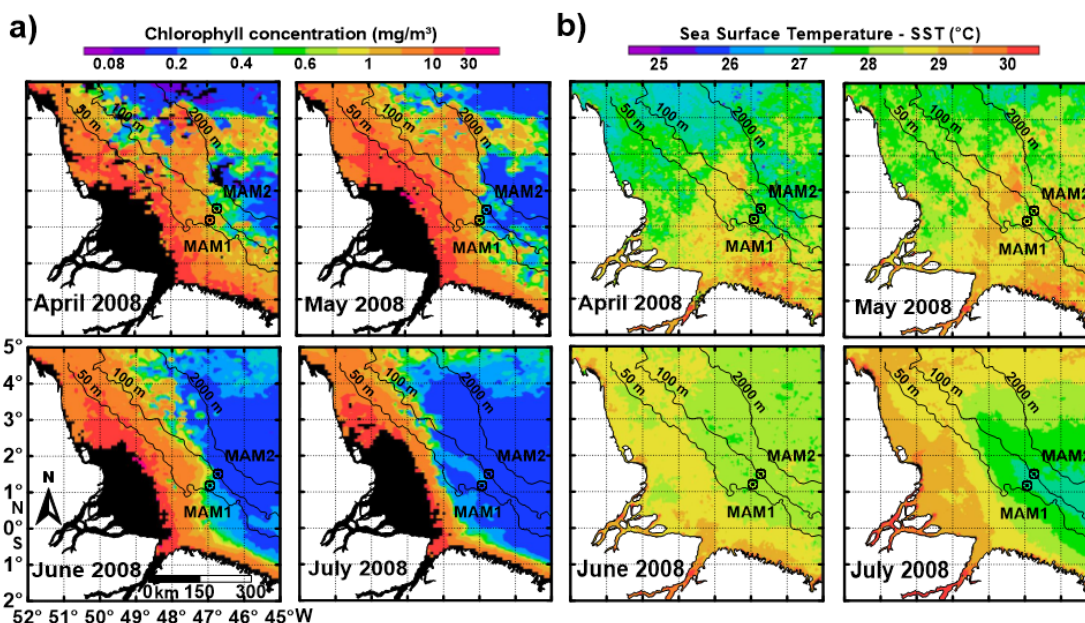 a)
Chlorophyll concentration (mg/m³)
0.08 0.2 0.4 0.6 1 10 30
b)
Sea Surface Temperature - SST (°C)
25 26 27 28 29 30
50 m
100 m
2000 m
MAM2
MAM1
April 2008
50 m
100 m
2000 m
MAM2
MAM1
May 2008
50 m
100 m
2000 m
MAM2
MAM1
April 2008
50 m
100 m
2000 m
MAM2
MAM1
May 2008
5°
4°
3°
2°
1°
N
0°
S
1°
2°
52° 51° 50° 49° 48° 47° 46° 45°W
50 m
100 m
2000 m
MAM2
MAM1
N
June 2008
0km 150 300
50 m
100 m
2000 m
MAM2
MAM1
July 2008
50 m
100 m
2000 m
MAM2
MAM1
June 2008
50 m
100 m
2000 m
MAM2
MAM1
July 2008